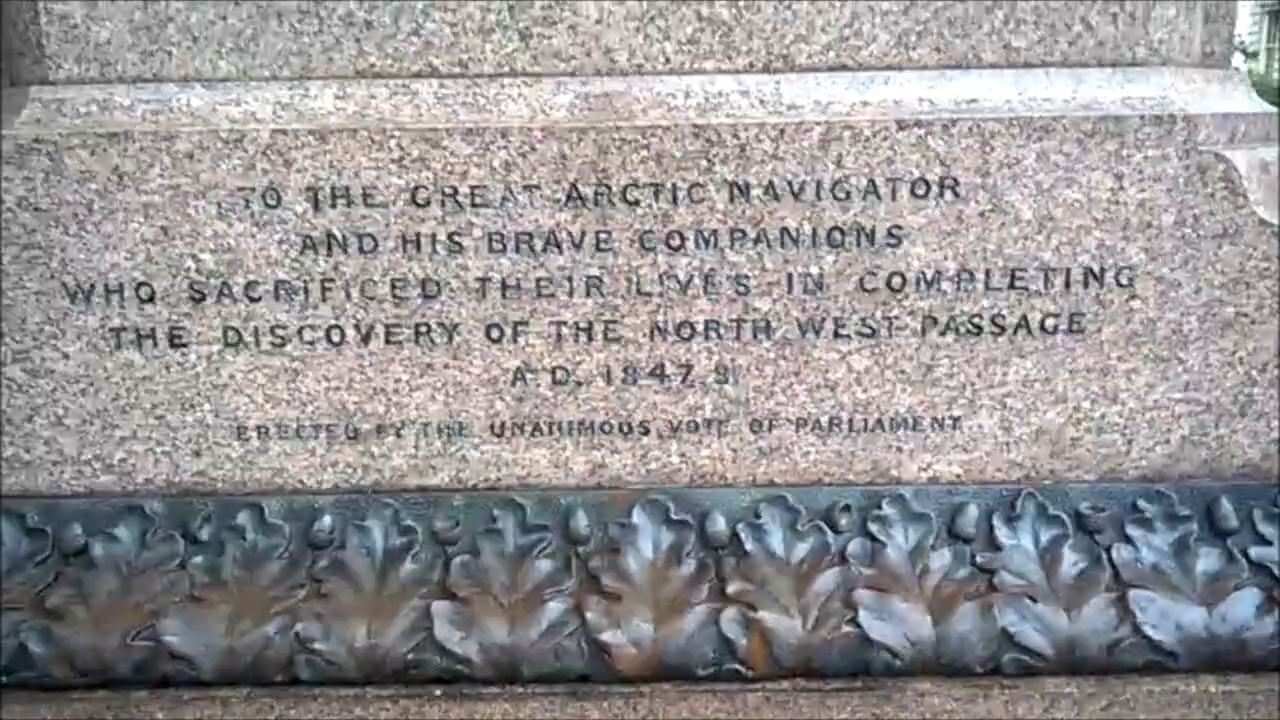 TO THE GREAT ARCTIC NAVIGATOR
AND HIS BRAVE COMPANIONS
WHO SACRIFICED THEIR LIVES IN COMPLETING
THE DISCOVERY OF THE NORTH WEST PASSAGE
A.D. 1847.8
ERECTED BY THE UNANIMOUS VOTE OF PARLIAMENT.